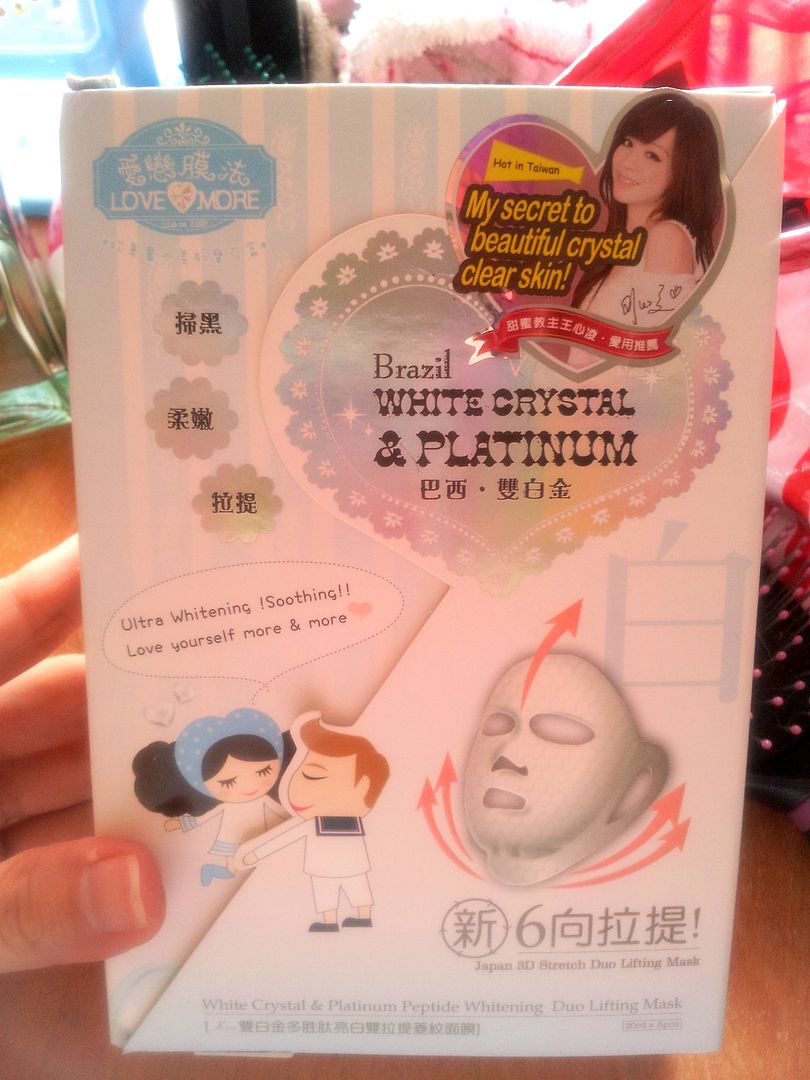 愛戀膜法
LOVE MORE
Hot in Taiwan
My secret to
beautiful crystal
clear skin!
甜蜜教主王心凌·愛用推薦
掃黑
柔嫩
拉提
Brazil
WHITE CRYSTAL
& PLATINUM
巴西·雙白金
白
Ultra Whitening !Soothing!!
Love yourself more & more
新6向拉提!
Japan 3D Stretch Duo Lifting Mask
White Crystal & Platinum Peptide Whitening Duo Lifting Mask
雙白金多胜肽亮白雙拉提菱紋面膜]
30ml x 5pcs